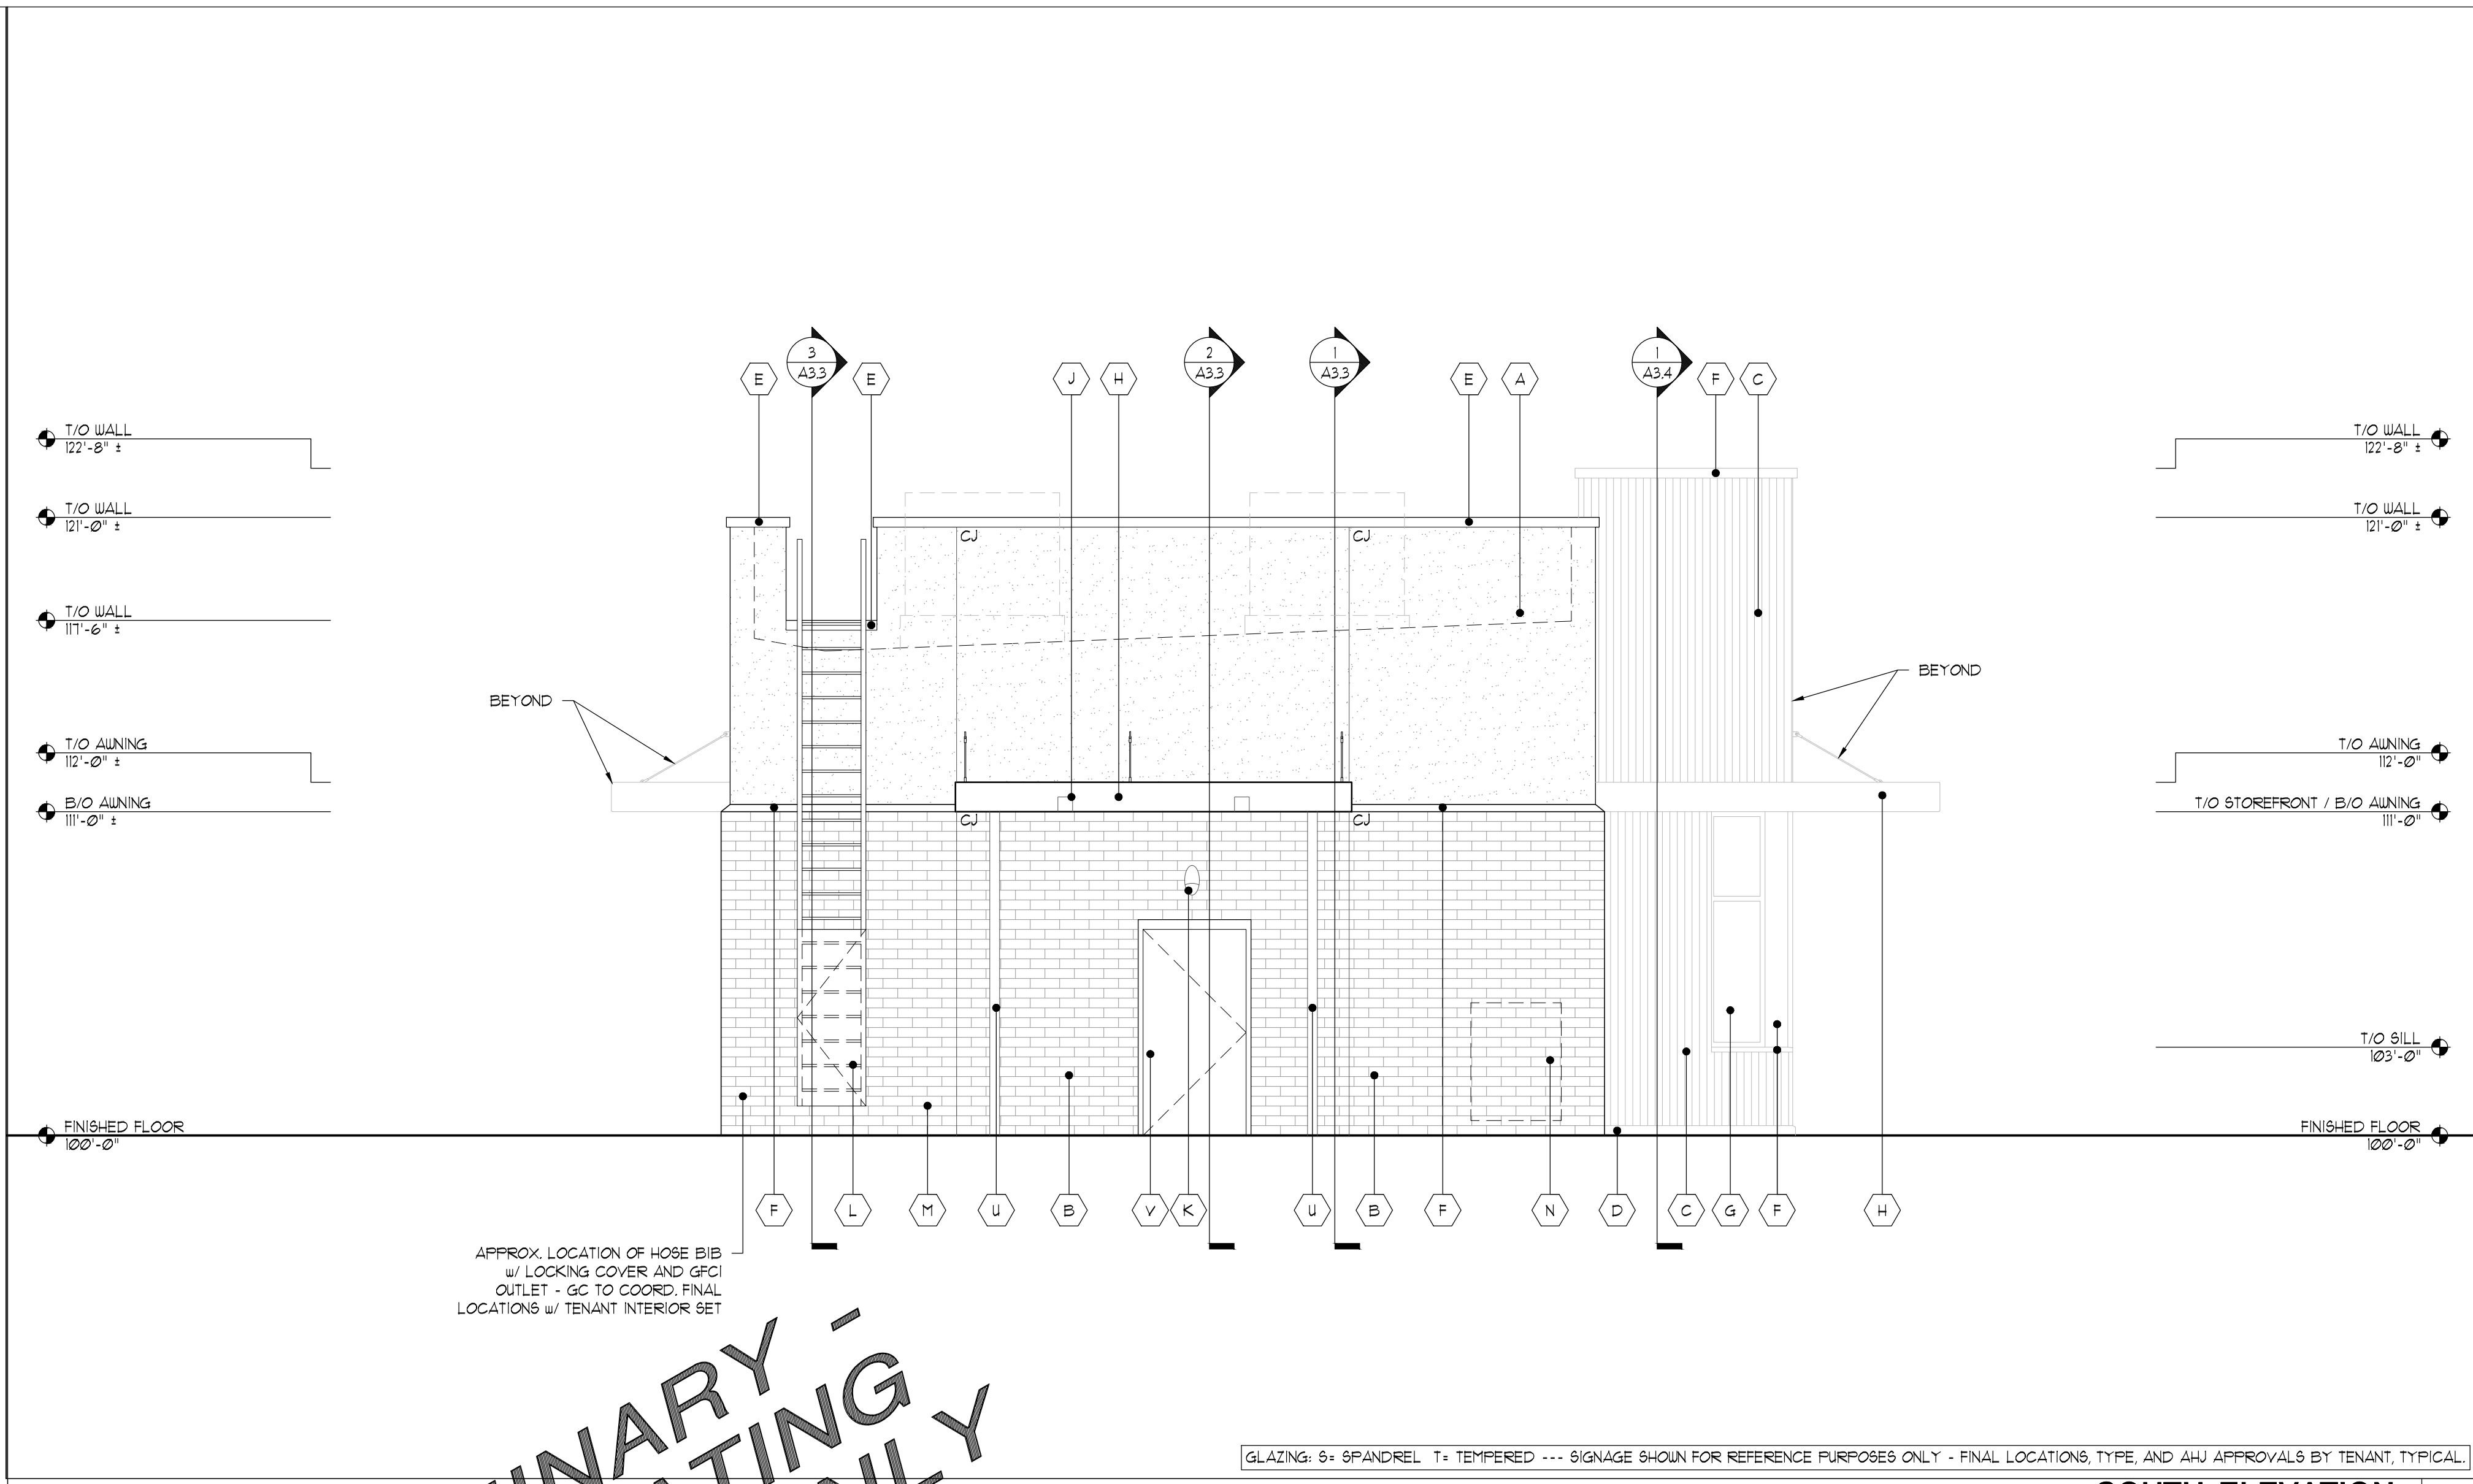 3
A3.3
2
A3.3
1
A3.3
1
A3.4
E
E
J
H
E
A
F
C
T/O WALL
122'-8" ±
T/O WALL
121'-0" ±
T/O WALL
117'-6" ±
T/O AWNING
112'-0" ±
B/O AWNING
111'-0" ±
FINISHED FLOOR
100'-0"
T/O WALL
122'-8" ±
T/O WALL
121'-0" ±
T/O AWNING
112'-0"
T/O STOREFRONT / B/O AWNING
111'-0"
T/O SILL
103'-0"
FINISHED FLOOR
100'-0"
CJ
CJ
BEYOND
BEYOND
CJ
CJ
F
L
M
U
B
V
K
U
B
F
N
D
C
G
F
H
APPROX. LOCATION OF HOSE BIB
w/ LOCKING COVER AND GFCI
OUTLET - GC TO COORD. FINAL
LOCATIONS w/ TENANT INTERIOR SET
GLAZING: S= SPANDREL T= TEMPERED --- SIGNAGE SHOWN FOR REFERENCE PURPOSES ONLY - FINAL LOCATIONS, TYPE, AND AHJ APPROVALS BY TENANT, TYPICAL.
SOUTH ELEVATION